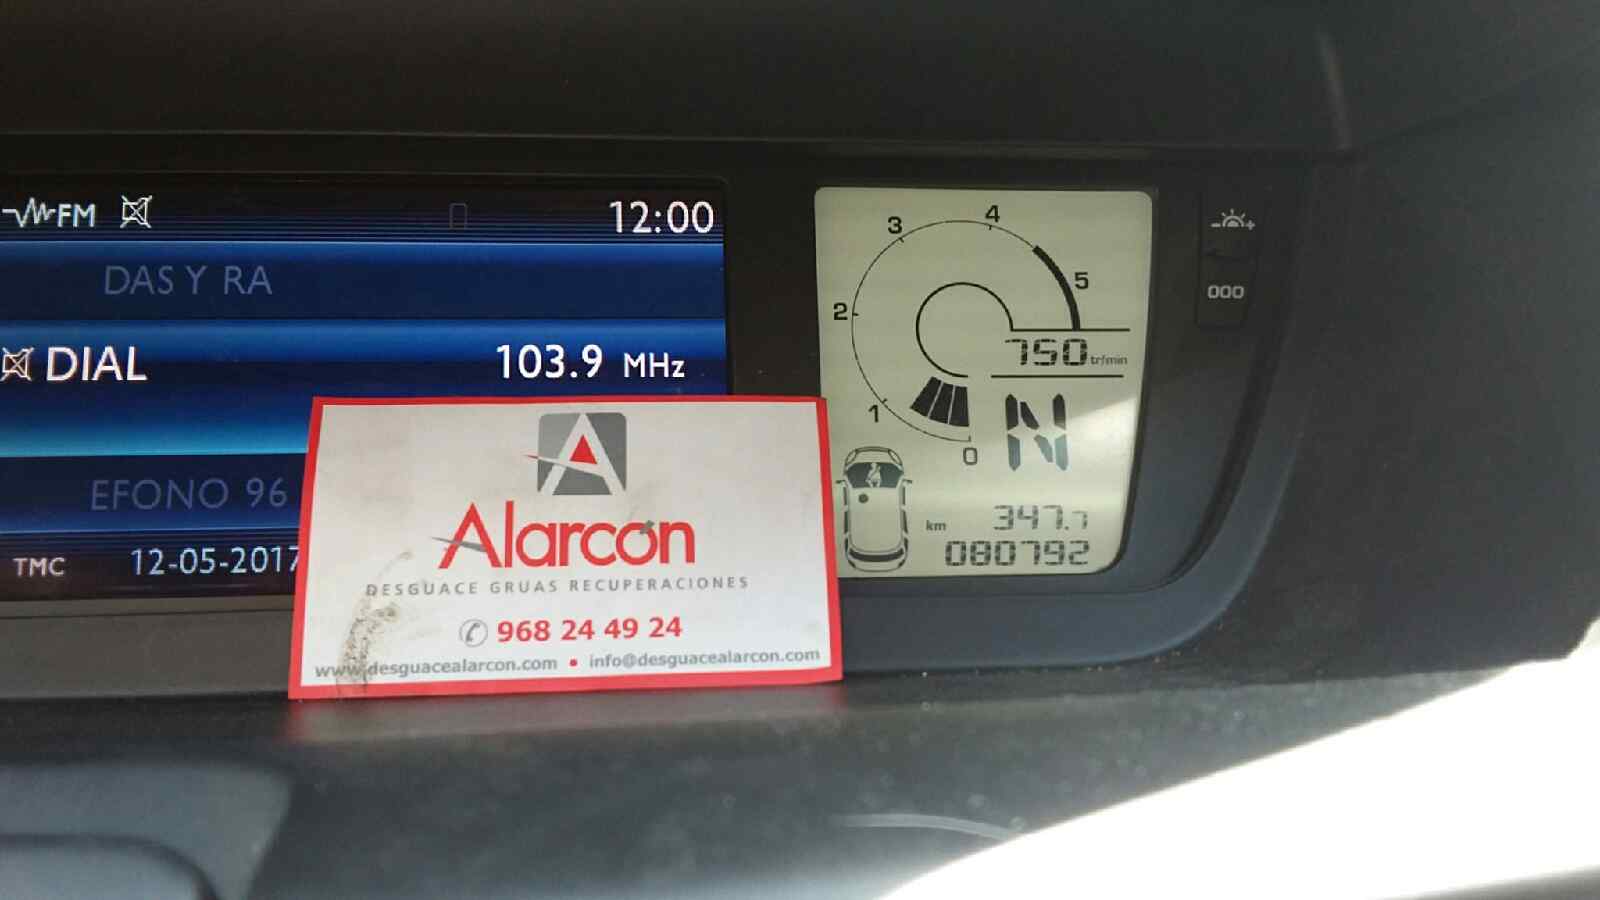 FM 12:00
DAS Y RA
DIAL 103.9 MHz
EFONO 96
TMC 12-05-2017
Alarcón
DESGUACE GRUAS RECUPERACIONES
968 24 49 24
www.desguacealarcon.com • info@desguacealarcon.com
0 1 2 3 4 5
750 tr/min
N
km 347.7
080792
- +
000